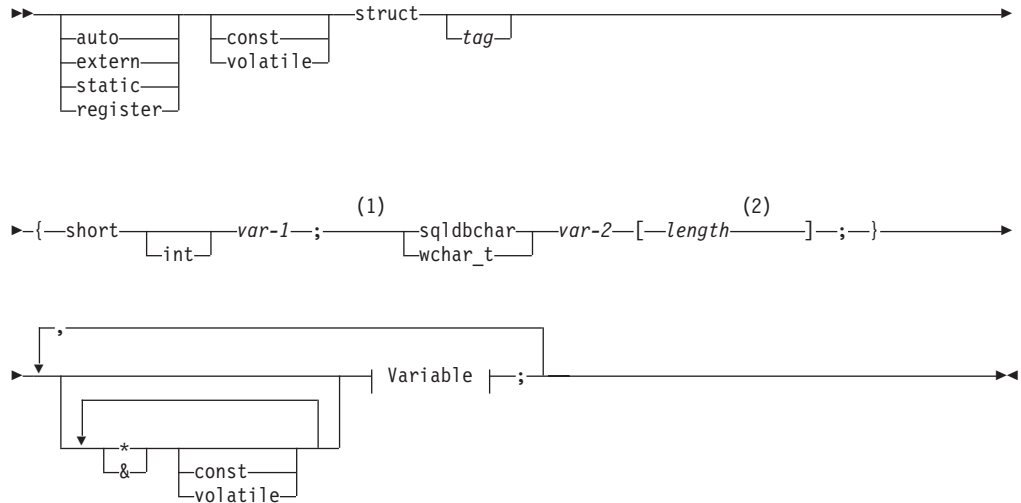 struct
auto const tag
extern volatile
static
register
(1) (2)
{ short var-1 ; sqldbchar var-2 [ length ] ; }
int wchar_t
,
Variable ;
*
& const
volatile